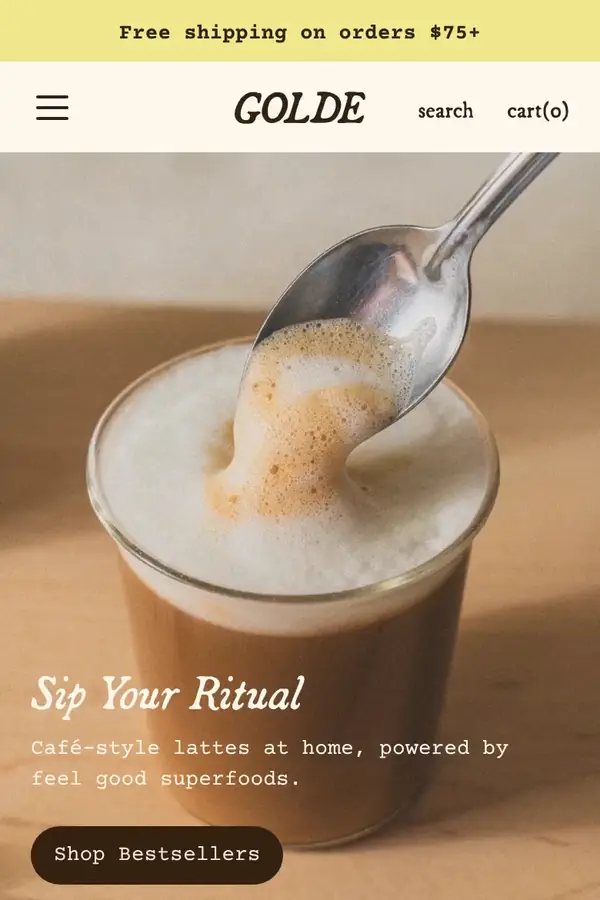 Free shipping on orders $75+
GOLDE
search
cart(0)
Sip Your Ritual
Café-style lattes at home, powered by
feel good superfoods.
Shop Bestsellers